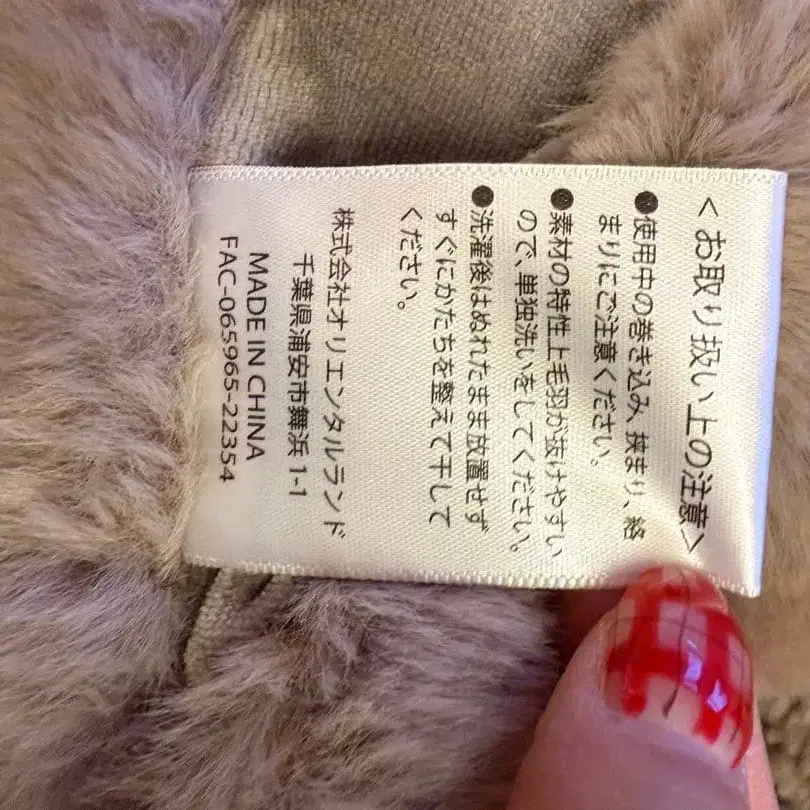 ＜お取り扱い上の注意＞
●使用中の巻き込み、挟まり、絡
まりにご注意ください。
●素材の特性上毛羽が抜けやすい
ので、単独洗いをしてください。
●洗濯後はぬれたまま放置せず
すぐにかたちを整えて干して
ください。
株式会社オリエンタルランド
千葉県浦安市舞浜 1-1
MADE IN CHINA
FAC-065965-22354